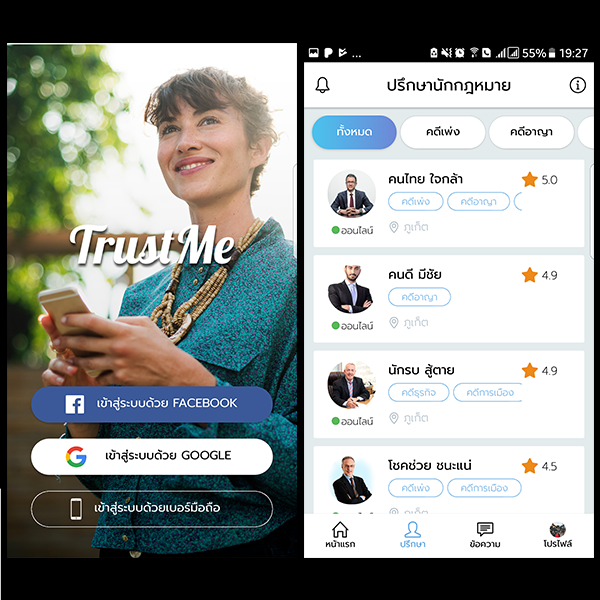 TrustMe
เข้าสู่ระบบด้วย FACEBOOK
เข้าสู่ระบบด้วย GOOGLE
เข้าสู่ระบบด้วยเบอร์มือถือ
... 55% 19:27
ปรึกษานักกฎหมาย
ทั้งหมด คดีเพ่ง คดีอาญา
คนไทย ใจกล้า 5.0
คดีเพ่ง คดีอาญา
ออนไลน์ ภูเก็ต
คนดี มีชัย 4.9
คดีอาญา
ออนไลน์ ภูเก็ต
นักรบ สู้ตาย 4.9
คดีธุรกิจ คดีการเมือง
ออนไลน์ ภูเก็ต
โชคช่วย ชนะแน่ 4.5
คดีเพ่ง คดีการเมือง
หน้าแรก ปรึกษา ข้อความ โปรไฟล์